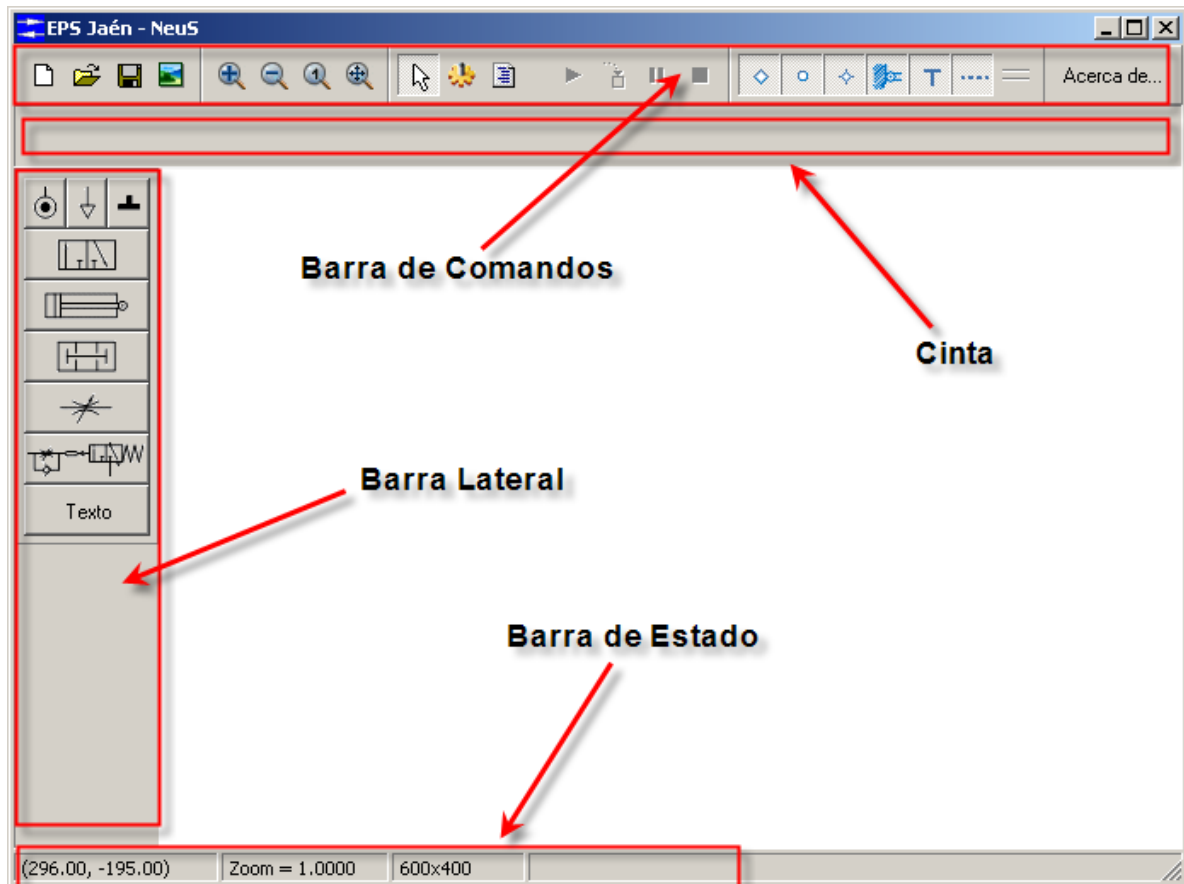 EPS Jaén - NeuS
Acerca de...
Barra de Comandos
Cinta
Barra Lateral
Texto
Barra de Estado
(296.00, -195.00) Zoom = 1.0000 600x400